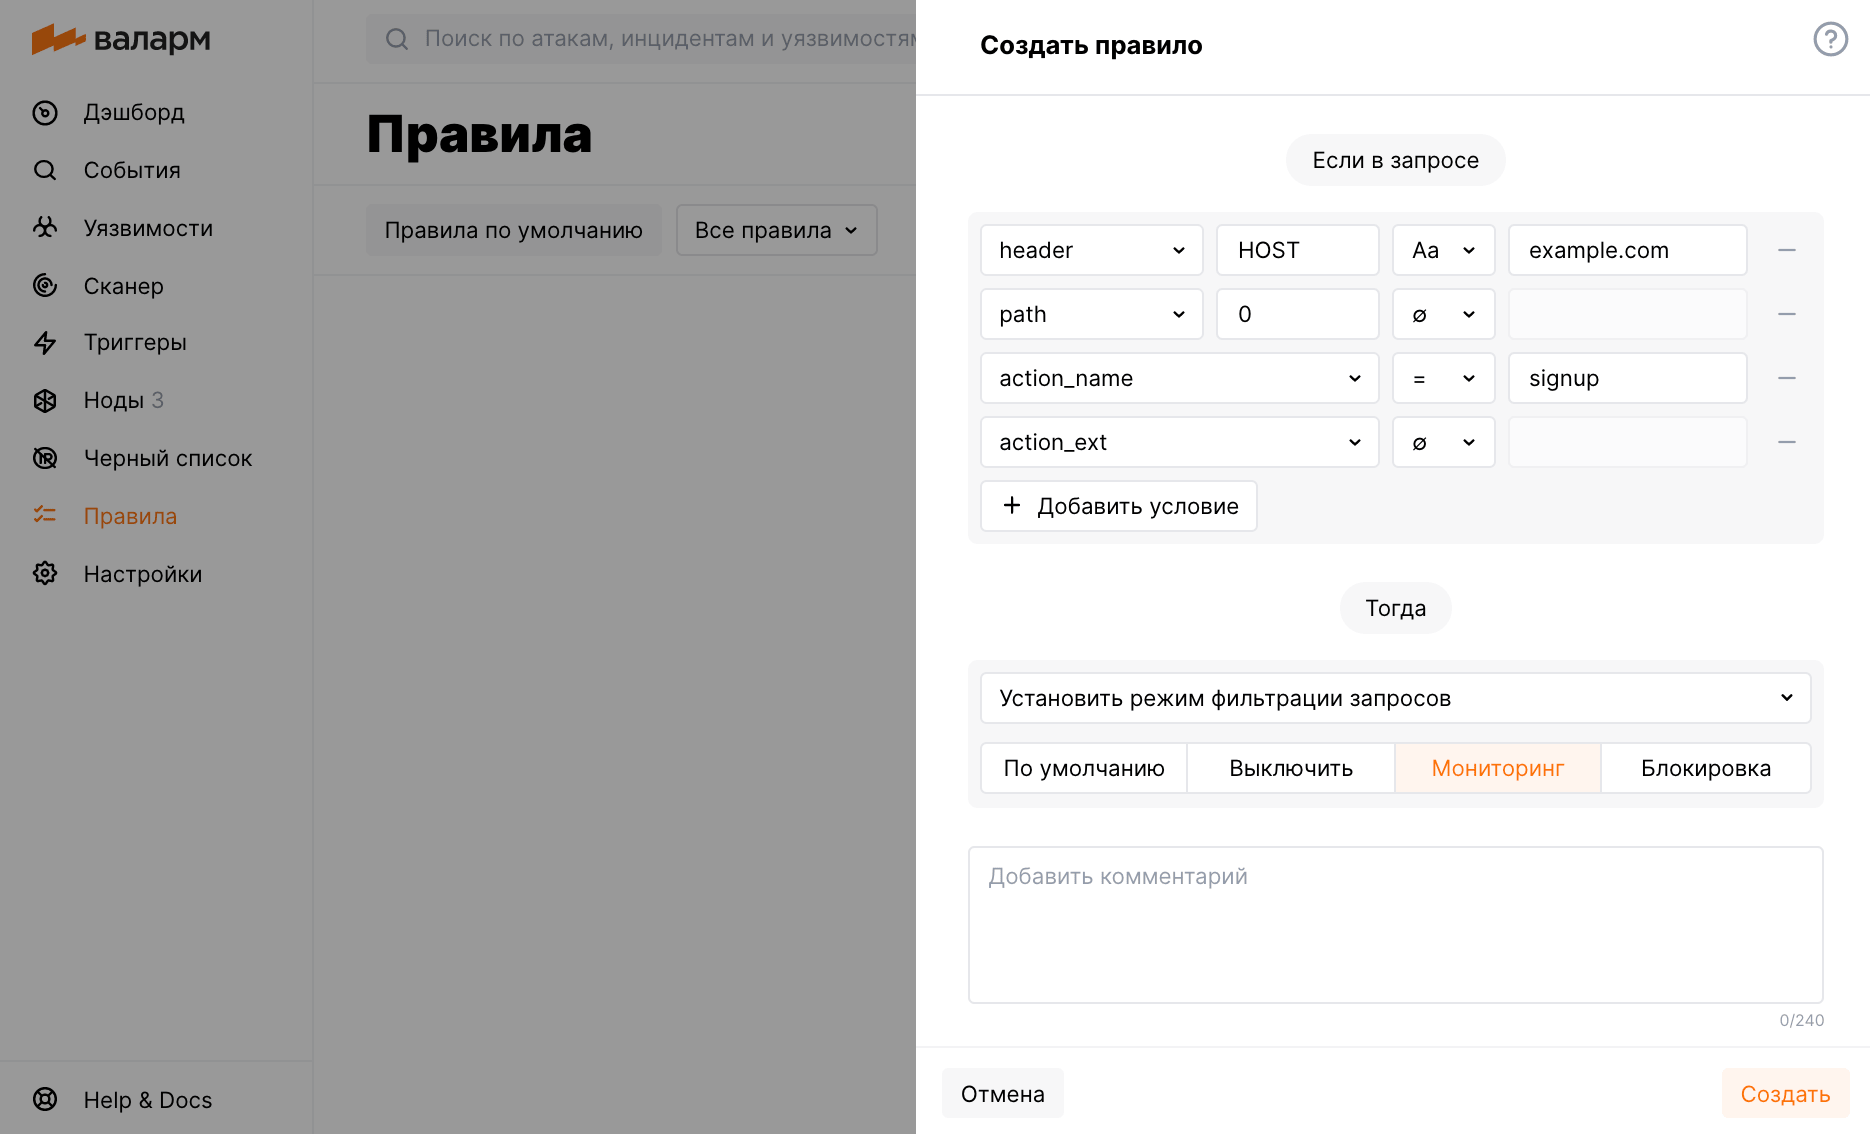 валарм
Дэшборд
События
Уязвимости
Сканер
Триггеры
Ноды 3
Черный список
Правила
Настройки
Help & Docs
Поиск по атакам, инцидентам и уязвимостям
Правила
Правила по умолчанию
Все правила
Создать правило
?
Если в запросе
header HOST Aa example.com
path 0 ∅
action_name = signup
action_ext ∅
+ Добавить условие
Тогда
Установить режим фильтрации запросов
По умолчанию Выключить Мониторинг Блокировка
Добавить комментарий
0/240
Отмена
Создать